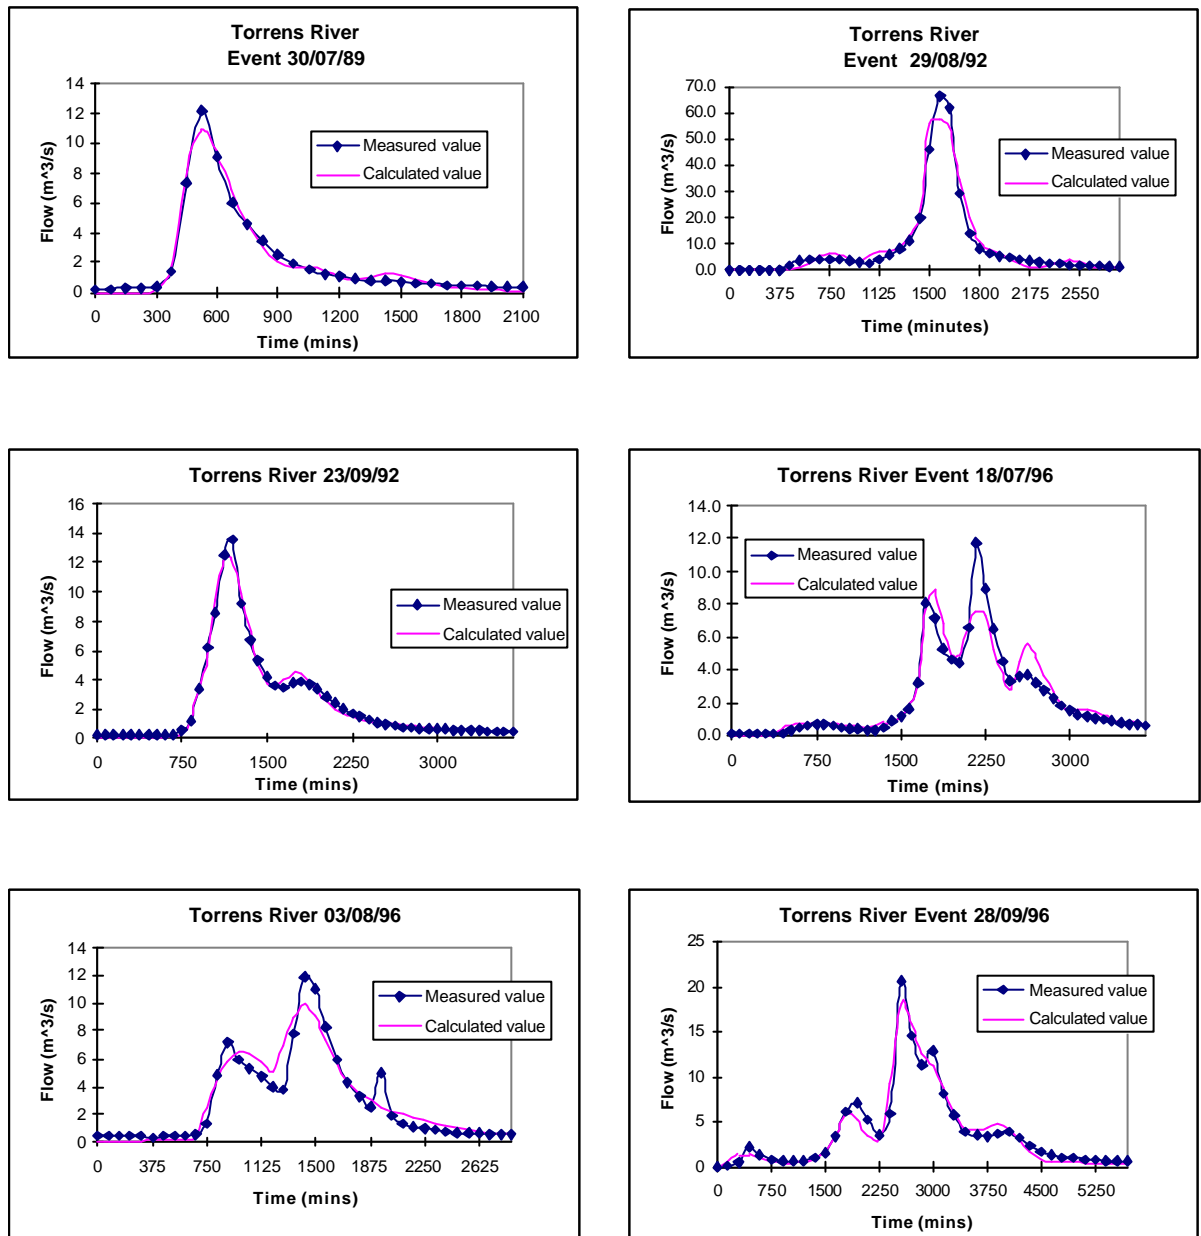 Torrens River
Event 30/07/89
14
12
10
8
6
4
2
0
Flow (m^3/s)
Measured value
Calculated value
0 300 600 900 1200 1500 1800 2100
Time (mins)
Torrens River
Event 29/08/92
70.0
60.0
50.0
40.0
30.0
20.0
10.0
0.0
Flow (m^3/s)
Measured value
Calculated value
0 375 750 1125 1500 1800 2175 2550
Time (minutes)
Torrens River 23/09/92
16
14
12
10
8
6
4
2
0
Flow (m^3/s)
Measured value
Calculated value
0 750 1500 2250 3000
Time (mins)
Torrens River Event 18/07/96
14.0
12.0
10.0
8.0
6.0
4.0
2.0
0.0
Flow (m^3/s)
Measured value
Calculated value
0 750 1500 2250 3000
Time (mins)
Torrens River 03/08/96
14
12
10
8
6
4
2
0
Flow (m^3/s)
Measured value
Calculated value
0 375 750 1125 1500 1875 2250 2625
Time (mins)
Torrens River Event 28/09/96
25
20
15
10
5
0
Flow (m^3/s)
Measured value
Calculated value
0 750 1500 2250 3000 3750 4500 5250
Time (mins)